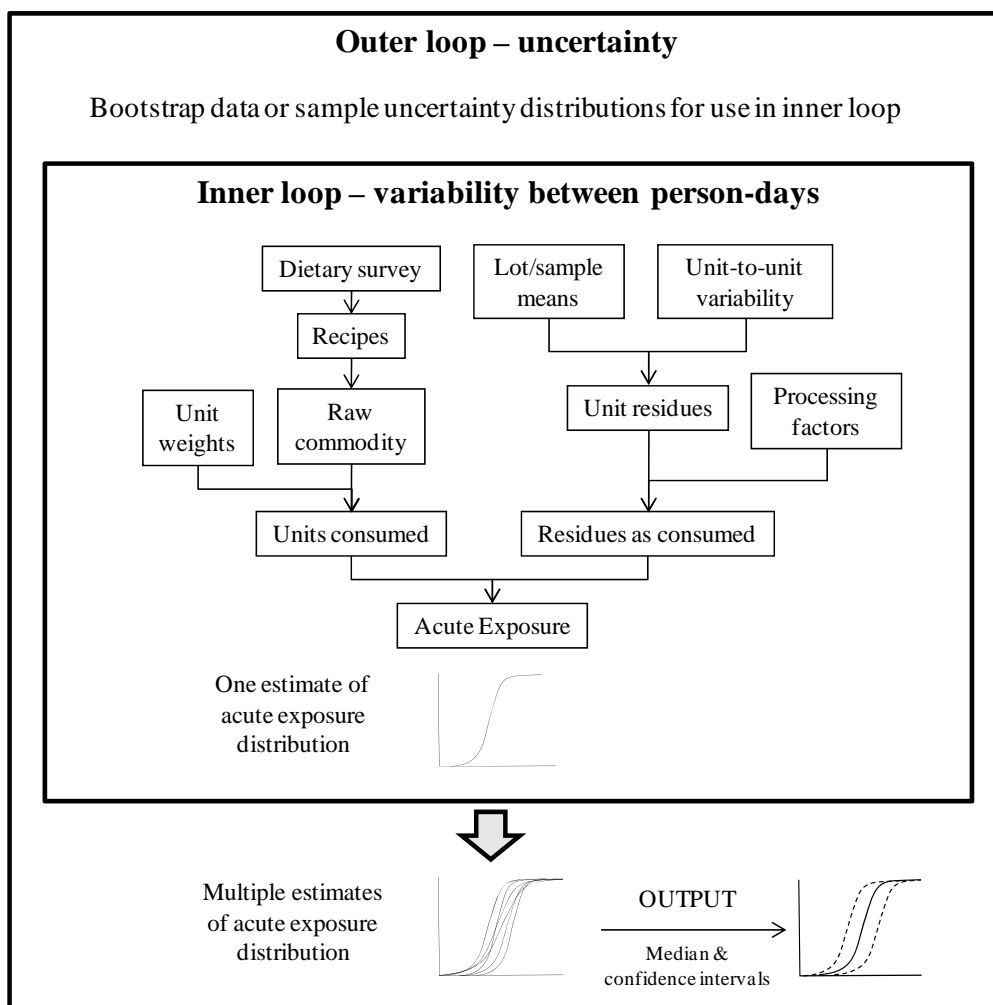 Outer loop – uncertainty
Bootstrap data or sample uncertainty distributions for use in inner loop
Inner loop – variability between person-days
Dietary survey
Lot/sample
means
Unit-to-unit
variability
Recipes
Unit
weights
Raw
commodity
Unit residues
Processing
factors
Units consumed
Residues as consumed
Acute Exposure
One estimate of
acute exposure
distribution
Multiple estimates
of acute exposure
distribution
OUTPUT
Median &
confidence intervals